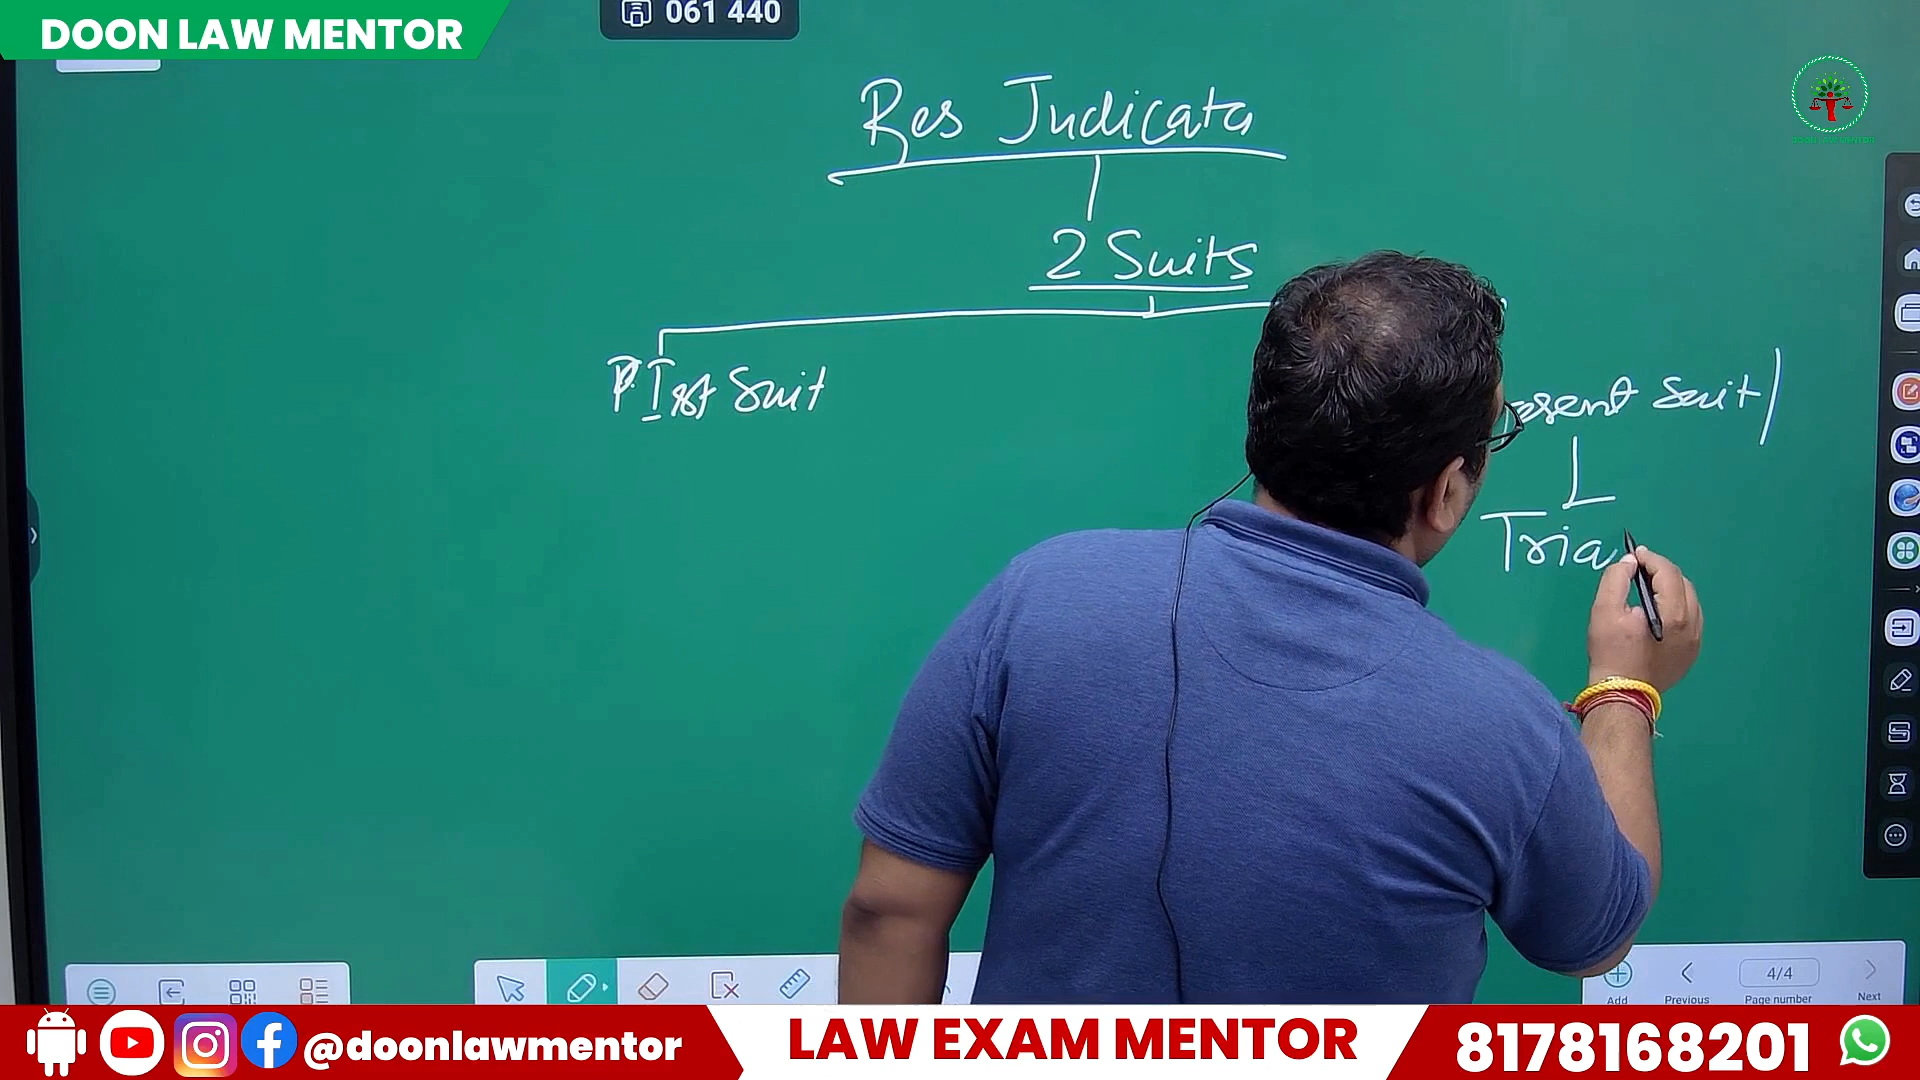 DOON LAW MENTOR
061 440
Res Judicata
2 Suits
Ist Suit
esent Suit
Tria
4/4
Add
Previous
Page number
Next
@doonlawmentor
LAW EXAM MENTOR
8178168201